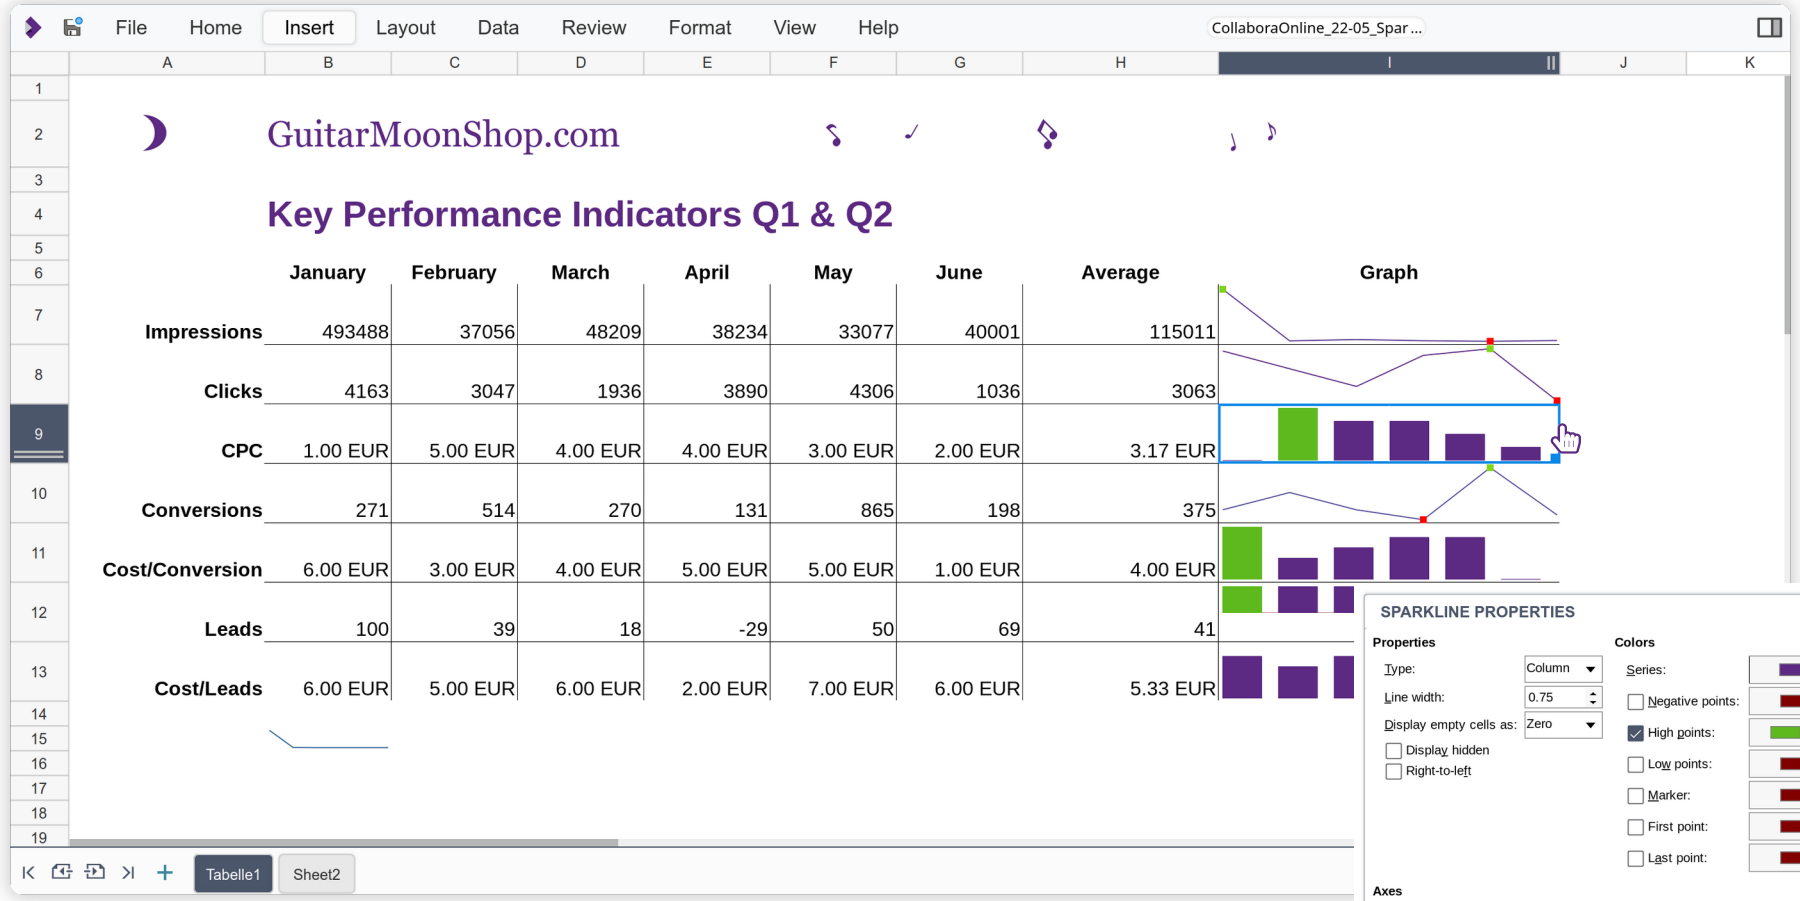 File Home Insert Layout Data Review Format View Help CollaboraOnline_22-05_Spar ...
A B C D E F G H I J K
1
2 GuitarMoonShop.com
3
4 Key Performance Indicators Q1 & Q2
5
6 January February March April May June Average Graph
7 Impressions 493488 37056 48209 38234 33077 40001 115011
8 Clicks 4163 3047 1936 3890 4306 1036 3063
9 CPC 1.00 EUR 5.00 EUR 4.00 EUR 4.00 EUR 3.00 EUR 2.00 EUR 3.17 EUR
10 Conversions 271 514 270 131 865 198 375
11 Cost/Conversion 6.00 EUR 3.00 EUR 4.00 EUR 5.00 EUR 5.00 EUR 1.00 EUR 4.00 EUR
12 Leads 100 39 18 -29 50 69 41
13 Cost/Leads 6.00 EUR 5.00 EUR 6.00 EUR 2.00 EUR 7.00 EUR 6.00 EUR 5.33 EUR
14
15
16
17
18
19
SPARKLINE PROPERTIES
Properties
Type: Column
Line width: 0.75
Display empty cells as: Zero
Display hidden
Right-to-left
Colors
Series:
Negative points:
High points:
Low points:
Marker:
First point:
Last point:
Axes
Tabelle1 Sheet2